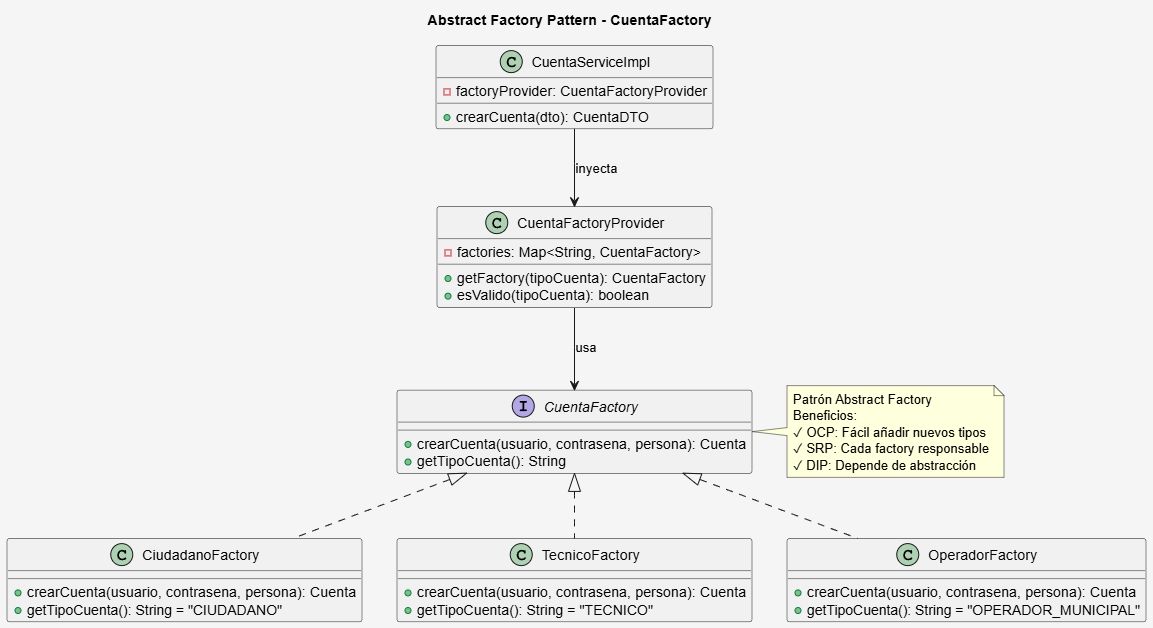 Abstract Factory Pattern - CuentaFactory
C CuentaServiceImpl
factoryProvider: CuentaFactoryProvider
crearCuenta(dto): CuentaDTO
inyecta
C CuentaFactoryProvider
factories: Map<String, CuentaFactory>
getFactory(tipoCuenta): CuentaFactory
esValido(tipoCuenta): boolean
usa
I CuentaFactory
crearCuenta(usuario, contrasena, persona): Cuenta
getTipoCuenta(): String
Patrón Abstract Factory
Beneficios:
✓ OCP: Fácil añadir nuevos tipos
✓ SRP: Cada factory responsable
✓ DIP: Depende de abstracción
C CiudadanoFactory
crearCuenta(usuario, contrasena, persona): Cuenta
getTipoCuenta(): String = "CIUDADANO"
C TecnicoFactory
crearCuenta(usuario, contrasena, persona): Cuenta
getTipoCuenta(): String = "TECNICO"
C OperadorFactory
crearCuenta(usuario, contrasena, persona): Cuenta
getTipoCuenta(): String = "OPERADOR_MUNICIPAL"